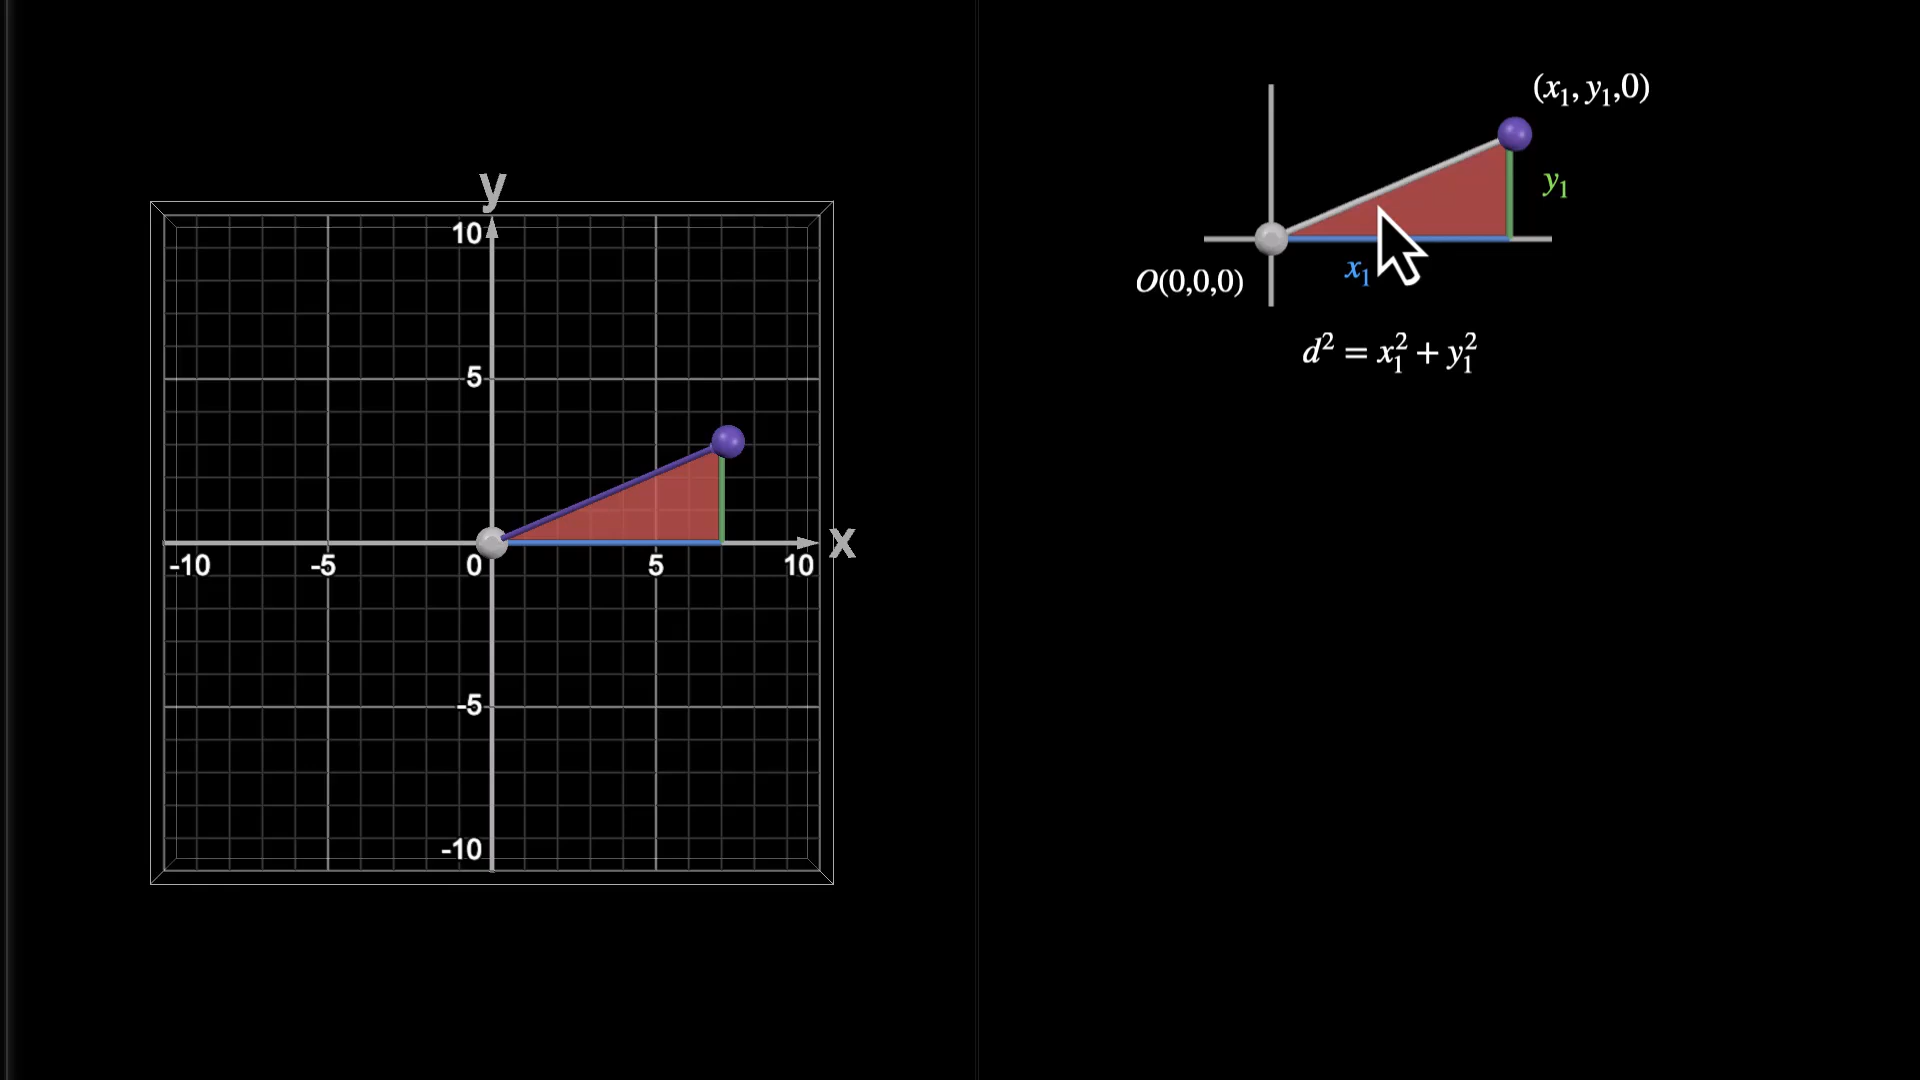 y
10
5
-10 -5 0 5 10 x
-5
-10
(x₁, y₁,0)
y₁
O(0,0,0)
x₁
d² = x₁² + y₁²